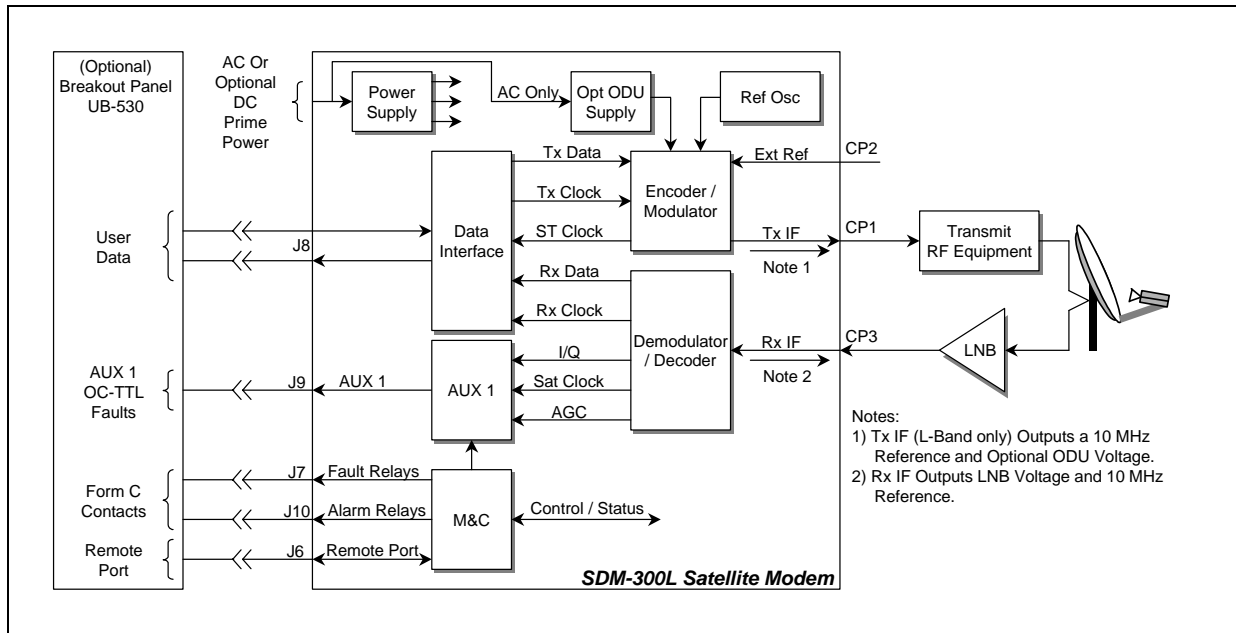 (Optional)
Breakout Panel
UB-530
AC Or
Optional
DC
Prime
Power
Power
Supply
AC Only
Opt ODU
Supply
Ref Osc
User
Data
J8
Data
Interface
Tx Data
Tx Clock
ST Clock
Rx Data
Rx Clock
Encoder /
Modulator
Ext Ref
CP2
Tx IF
CP1
Note 1
Transmit
RF Equipment
Demodulator
/ Decoder
Rx IF
CP3
Note 2
LNB
I/Q
Sat Clock
AGC
AUX 1
OC-TTL
Faults
J9
AUX 1
AUX 1
Form C
Contacts
J7
Fault Relays
J10
Alarm Relays
M&C
Control / Status
Remote
Port
J6
Remote Port
SDM-300L Satellite Modem
Notes:
1) Tx IF (L-Band only) Outputs a 10 MHz
Reference and Optional ODU Voltage.
2) Rx IF Outputs LNB Voltage and 10 MHz
Reference.